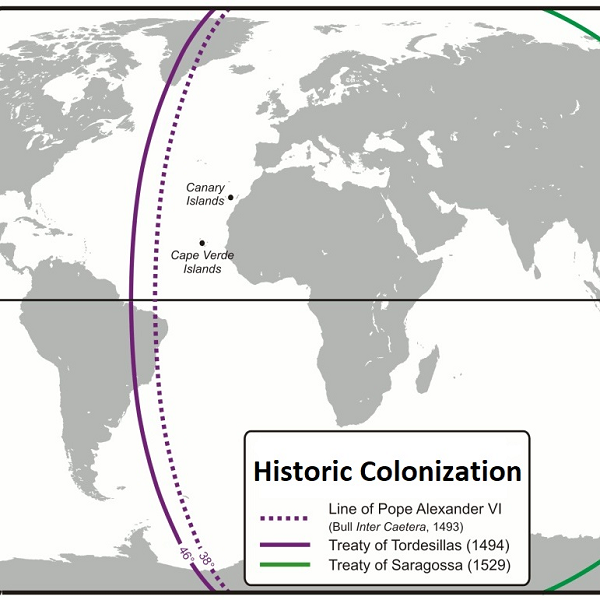 Canary
Islands
Cape Verde
Islands
Historic Colonization
Line of Pope Alexander VI
(Bull Inter Caetera, 1493)
Treaty of Tordesillas (1494)
Treaty of Saragossa (1529)
46°
38°